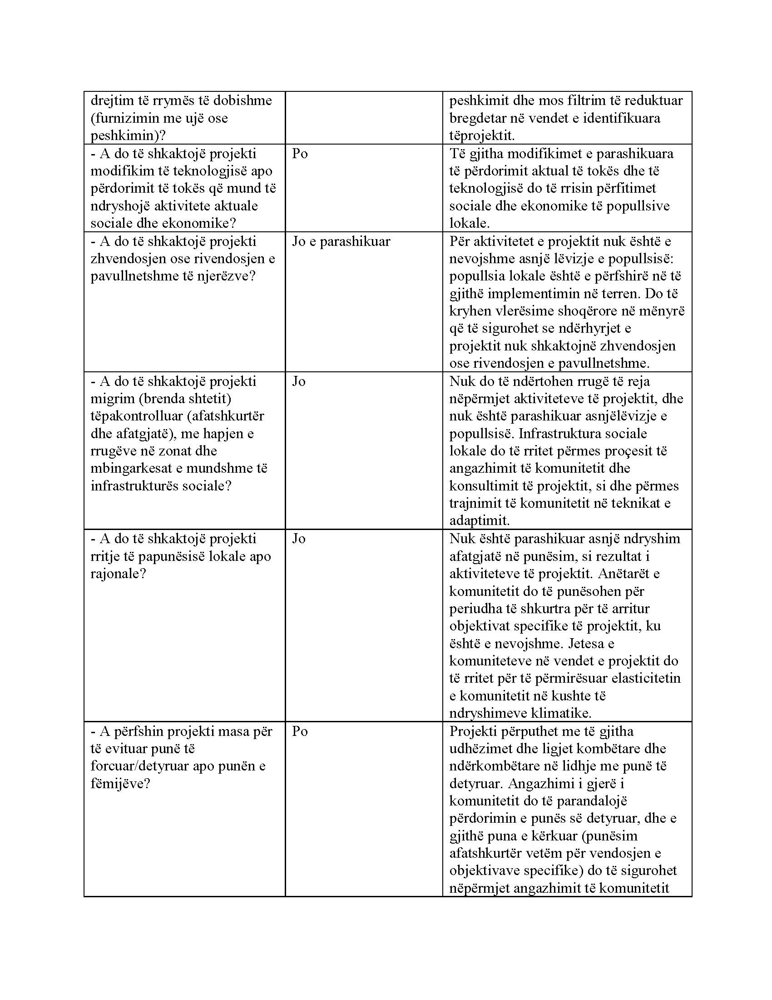 drejtim të rrymës të dobishme
(furnizimin me ujë ose
peshkimin)?
peshkimit dhe mos filtrim të reduktuar
bregdetar në vendet e identifikuara
tëprojektit.
- A do të shkaktojë projekti
modifikim të teknologjisë apo
përdorimit të tokës që mund të
ndryshojë aktivitete aktuale
sociale dhe ekonomike?
Po
Të gjitha modifikimet e parashikuara
të përdorimit aktual të tokës dhe të
teknologjisë do të rrisin përfitimet
sociale dhe ekonomike të popullsive
lokale.
- A do të shkaktojë projekti
zhvendosjen ose rivendosjen e
pavullnetshme të njerëzve?
Jo e parashikuar
Për aktivitetet e projektit nuk është e
nevojshme asnjë lëvizje e popullsisë:
popullsia lokale është e përfshirë në të
gjithë implementimin në terren. Do të
kryhen vlerësime shoqërore në mënyrë
që të sigurohet se ndërhyrjet e
projektit nuk shkaktojnë zhvendosjen
ose rivendosjen e pavullnetshme.
- A do të shkaktojë projekti
migrim (brenda shtetit)
tëpakontrolluar (afatshkurtër
dhe afatgjatë), me hapjen e
rrugëve në zonat dhe
mbingarkesat e mundshme të
infrastrukturës sociale?
Jo
Nuk do të ndërtohen rrugë të reja
nëpërmjet aktiviteteve të projektit, dhe
nuk është parashikuar asnjëlëvizje e
popullsisë. Infrastruktura sociale
lokale do të rritet përmes proçesit të
angazhimit të komunitetit dhe
konsultimit të projektit, si dhe përmes
trajnimit të komunitetit në teknikat e
adaptimit.
- A do të shkaktojë projekti
rritje të papunësisë lokale apo
rajonale?
Jo
Nuk është parashikuar asnjë ndryshim
afatgjatë në punësim, si rezultat i
aktiviteteve të projektit. Anëtarët e
komunitetit do të punësohen për
periudha të shkurtra për të arritur
objektivat specifike të projektit, ku
është e nevojshme. Jetesa e
komuniteteve në vendet e projektit do
të rritet për të përmirësuar elasticitetin
e komunitetit në kushte të
ndryshimeve klimatike.
- A përfshin projekti masa për
të evituar punë të
forcuar/detyruar apo punën e
fëmijëve?
Po
Projekti përputhet me të gjitha
udhëzimet dhe ligjet kombëtare dhe
ndërkombëtare në lidhje me punë të
detyruar. Angazhimi i gjerë i
komunitetit do të parandalojë
përdorimin e punës së detyruar, dhe e
gjithë puna e kërkuar (punësim
afatshkurtër vetëm për vendosjen e
objektivave specifike) do të sigurohet
nëpërmjet angazhimit të komunitetit